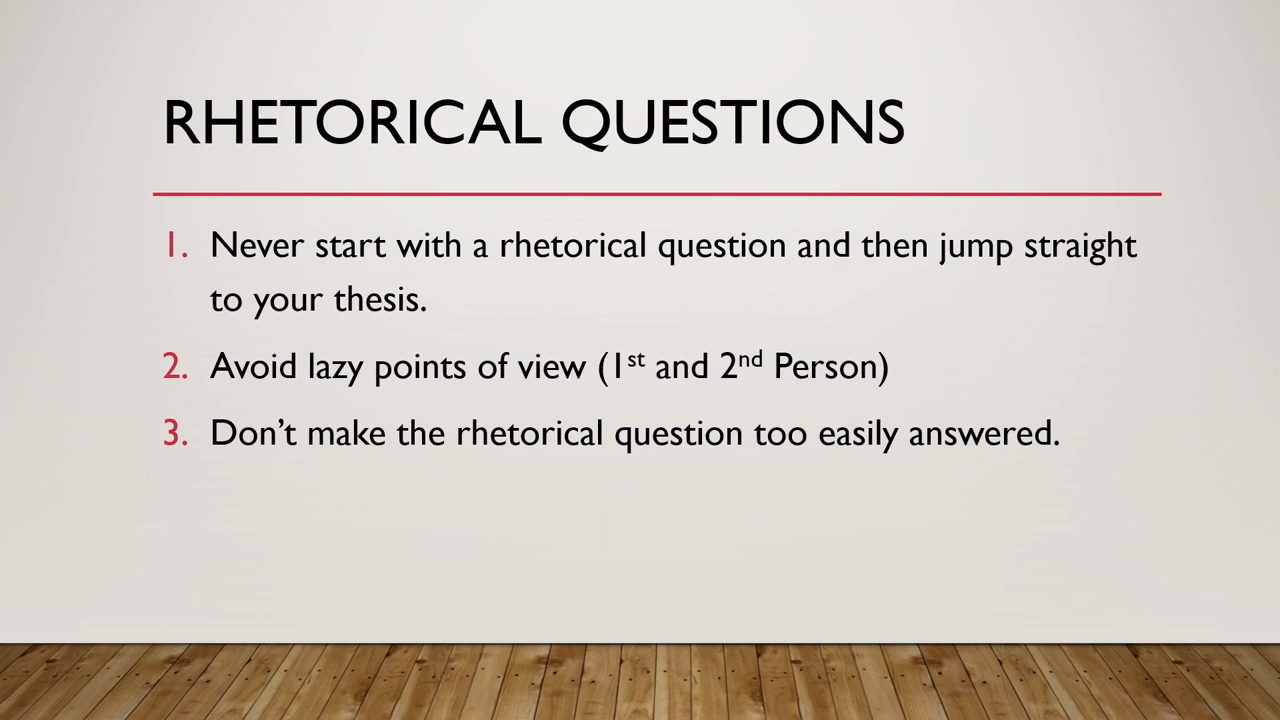 RHETORICAL QUESTIONS
1. Never start with a rhetorical question and then jump straight
to your thesis.
2. Avoid lazy points of view (1st and 2nd Person)
3. Don’t make the rhetorical question too easily answered.